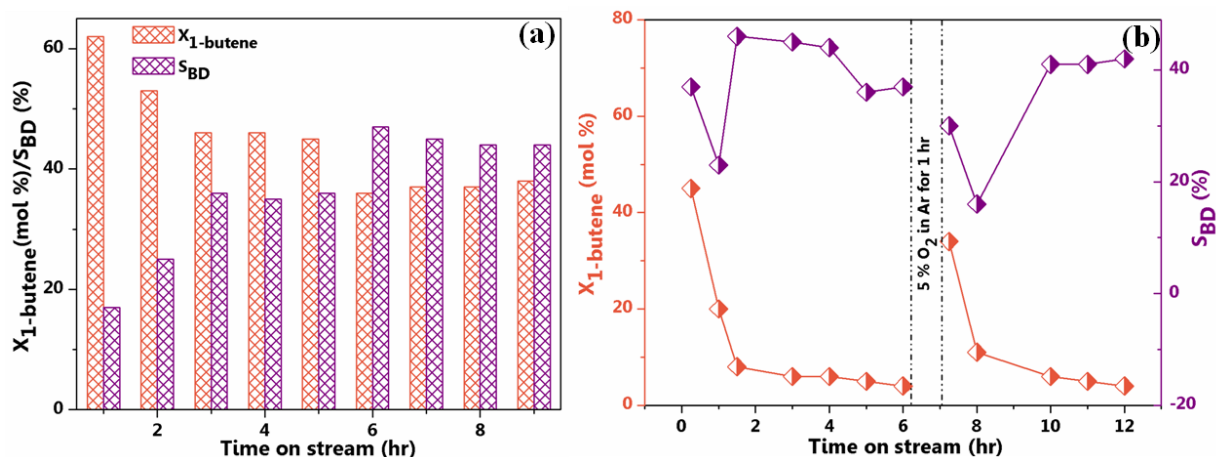 (a)
X1-butene
SBD
X1-butene(mol %)/SBD (%)
60
40
20
0
2
4
6
8
Time on stream (hr)
(b)
X1-butene (mol %)
80
60
40
20
0
5 % O2 in Ar for 1 hr
SBD (%)
40
20
0
-20
0
2
4
6
8
10
12
Time on stream (hr)